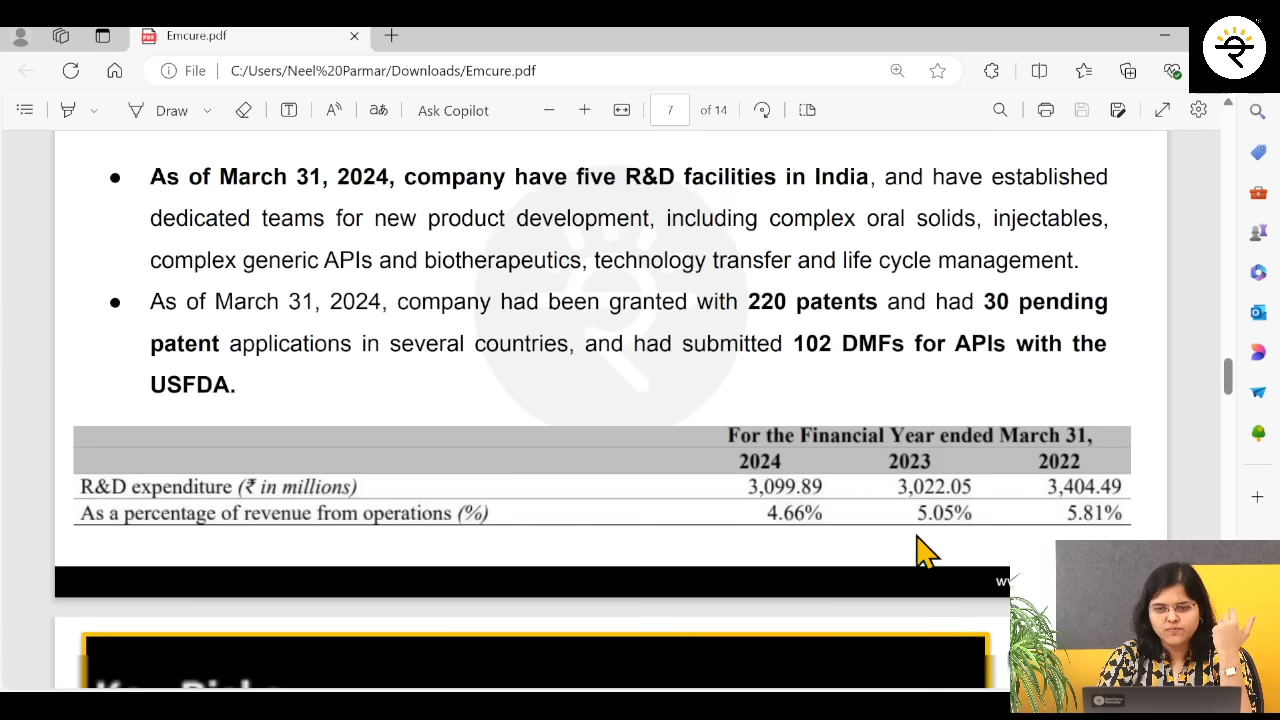 Emcure.pdf
File
C:/Users/Neel%20Parmar/Downloads/Emcure.pdf
Draw
T
A
aあ
Ask Copilot
7 of 14
● As of March 31, 2024, company have five R&D facilities in India, and have established
dedicated teams for new product development, including complex oral solids, injectables,
complex generic APIs and biotherapeutics, technology transfer and life cycle management.
● As of March 31, 2024, company had been granted with 220 patents and had 30 pending
patent applications in several countries, and had submitted 102 DMFs for APIs with the
USFDA.
For the Financial Year ended March 31,
2024 2023 2022
R&D expenditure (₹ in millions) 3,099.89 3,022.05 3,404.49
As a percentage of revenue from operations (%) 4.66% 5.05% 5.81%